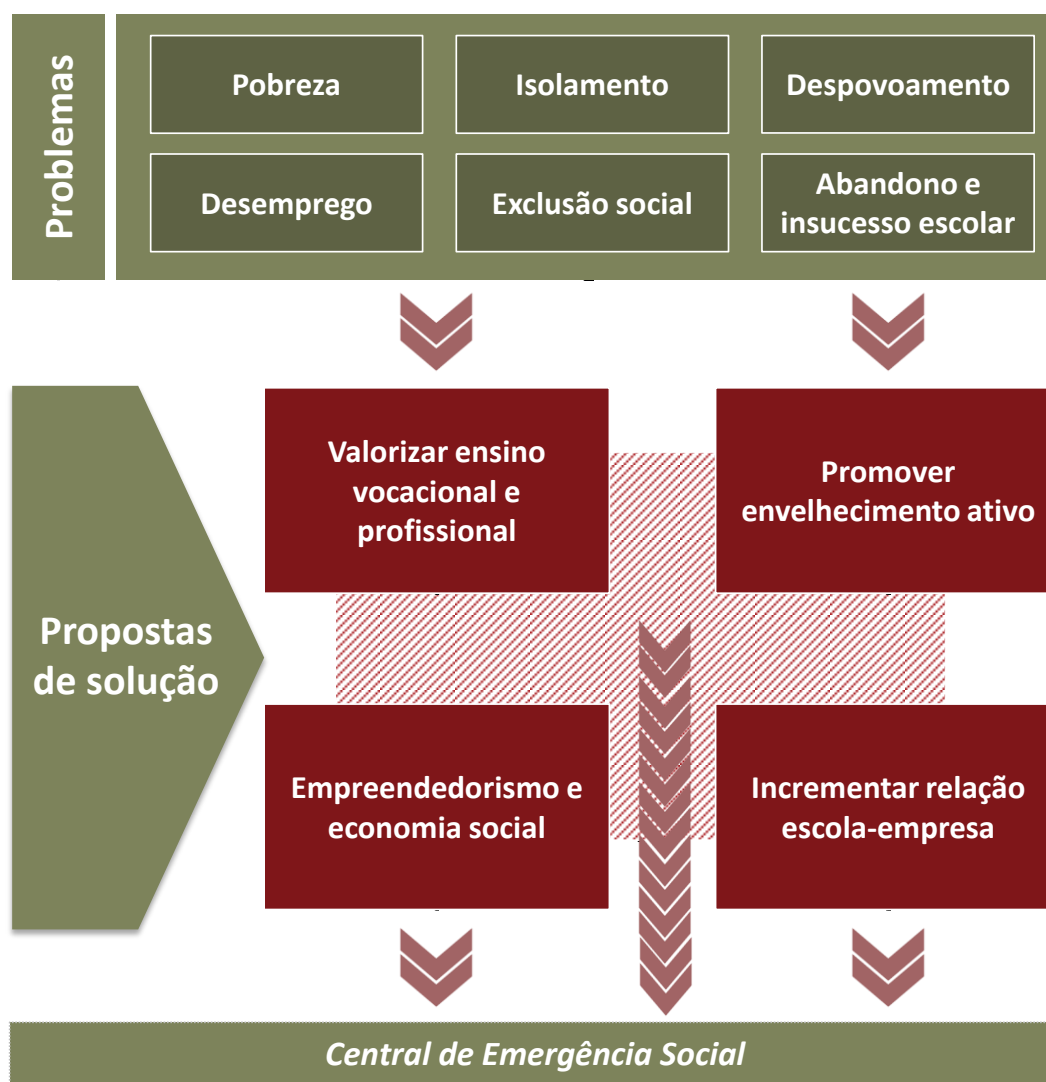 Problemas
Pobreza
Isolamento
Despovoamento
Desemprego
Exclusão social
Abandono e
insucesso escolar
Propostas
de solução
Valorizar ensino
vocacional e
profissional
Promover
envelhecimento ativo
Empreendedorismo e
economia social
Incrementar relação
escola-empresa
Central de Emergência Social